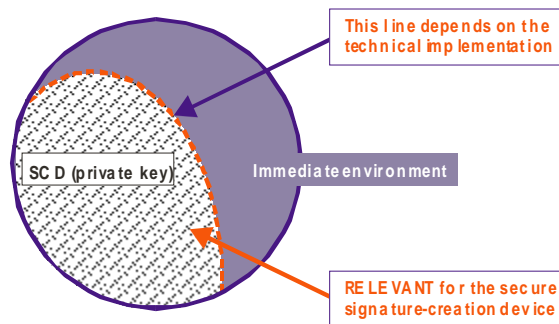 This line depends on the
technical implementation
SCD (private key)
Immediate environment
RELEVANT for the secure
signature-creation device